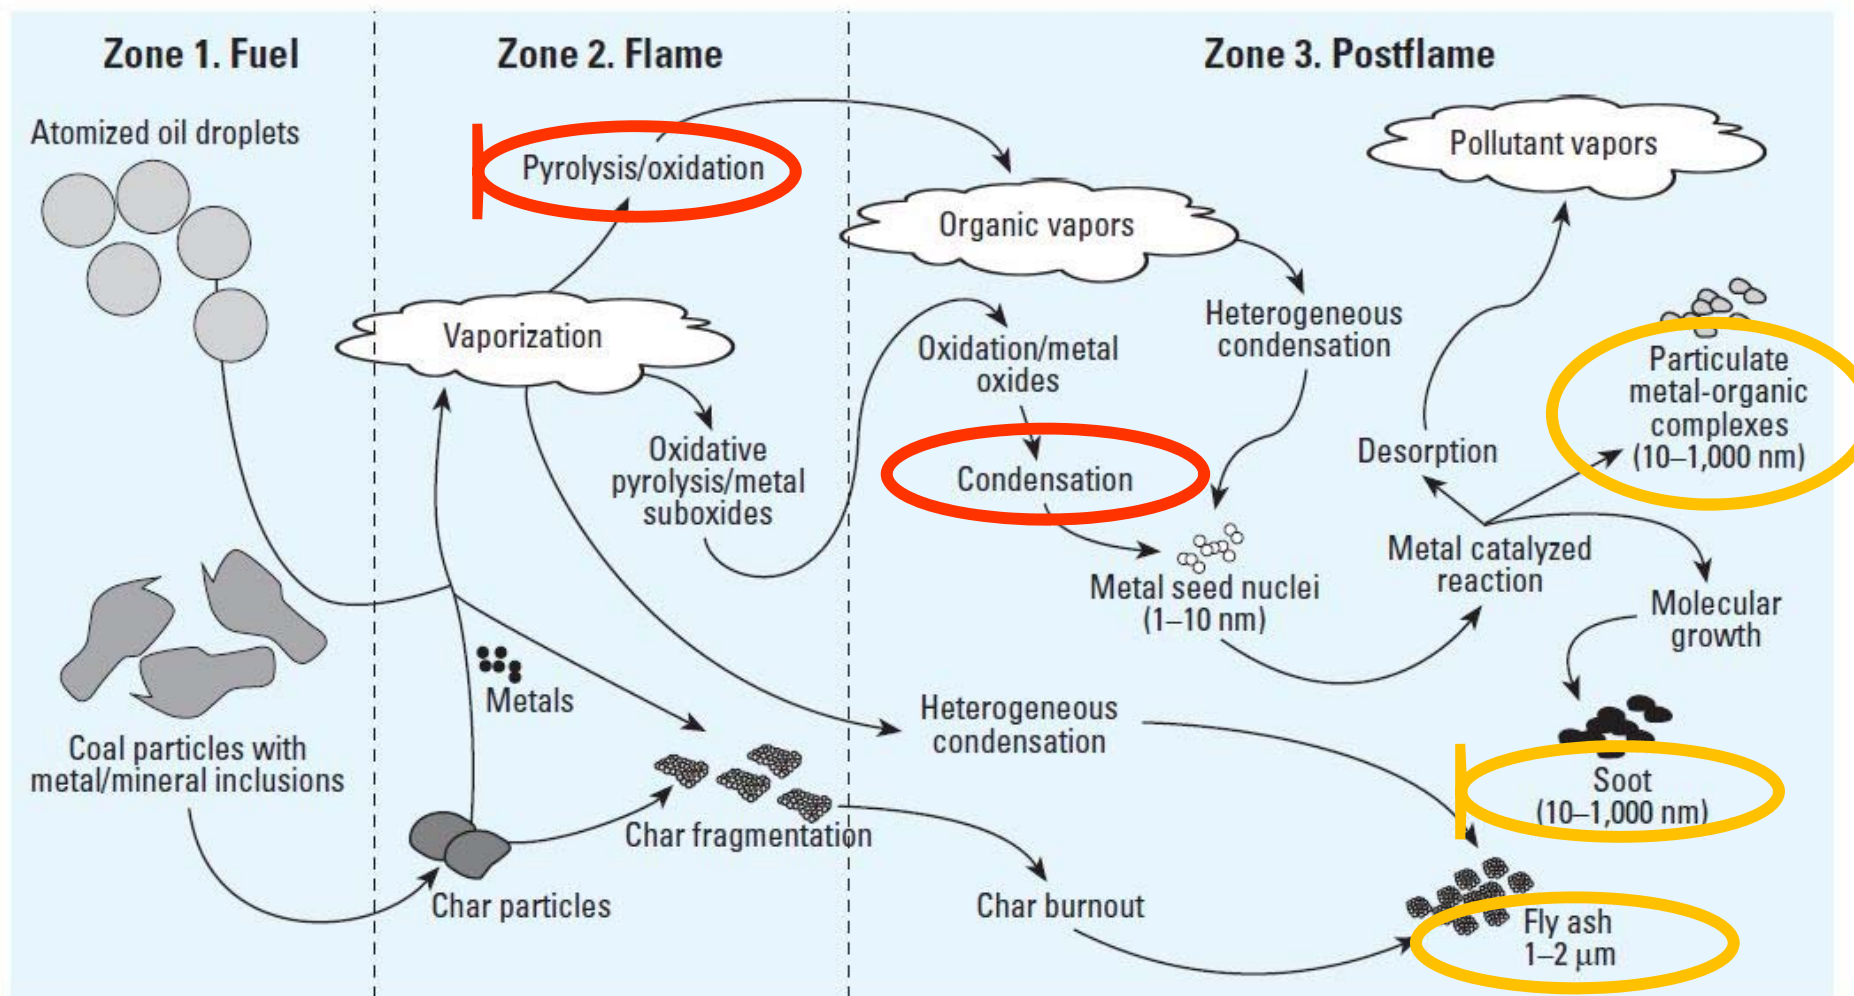 Zone 1. Fuel
Zone 2. Flame
Zone 3. Postflame
Atomized oil droplets
Coal particles with
metal/mineral inclusions
Pyrolysis/oxidation
Vaporization
Oxidative
pyrolysis/metal
suboxides
Metals
Char fragmentation
Char particles
Organic vapors
Oxidation/metal
oxides
Heterogeneous
condensation
Condensation
Metal seed nuclei
(1–10 nm)
Heterogeneous
condensation
Char burnout
Pollutant vapors
Particulate
metal-organic
complexes
(10–1,000 nm)
Desorption
Metal catalyzed
reaction
Molecular
growth
Soot
(10–1,000 nm)
Fly ash
1–2 μm